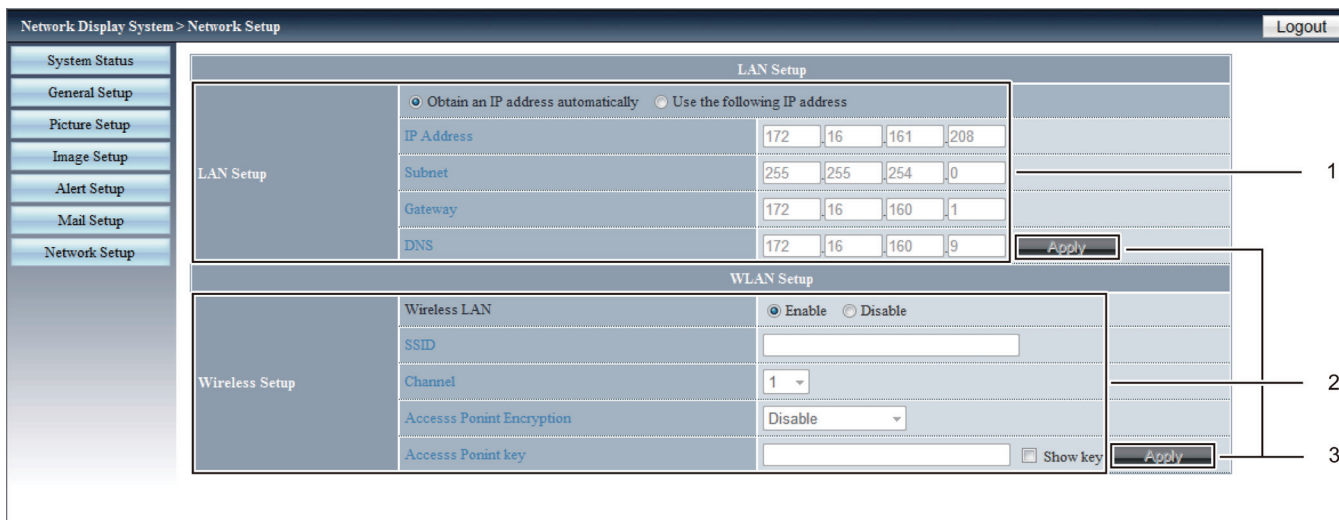 Network Display System > Network Setup
Logout
System Status
General Setup
Picture Setup
Image Setup
Alert Setup
Mail Setup
Network Setup
LAN Setup
LAN Setup
Obtain an IP address automatically Use the following IP address
IP Address 172 .16 .161 .208
Subnet 255 .255 .254 .0
Gateway 172 .16 .160 .1
DNS 172 .16 .160 .9 Apply
1
WLAN Setup
Wireless Setup
Wireless LAN Enable Disable
SSID
Channel 1
Accesss Ponint Encryption Disable
Accesss Ponint key Show key Apply
2
3